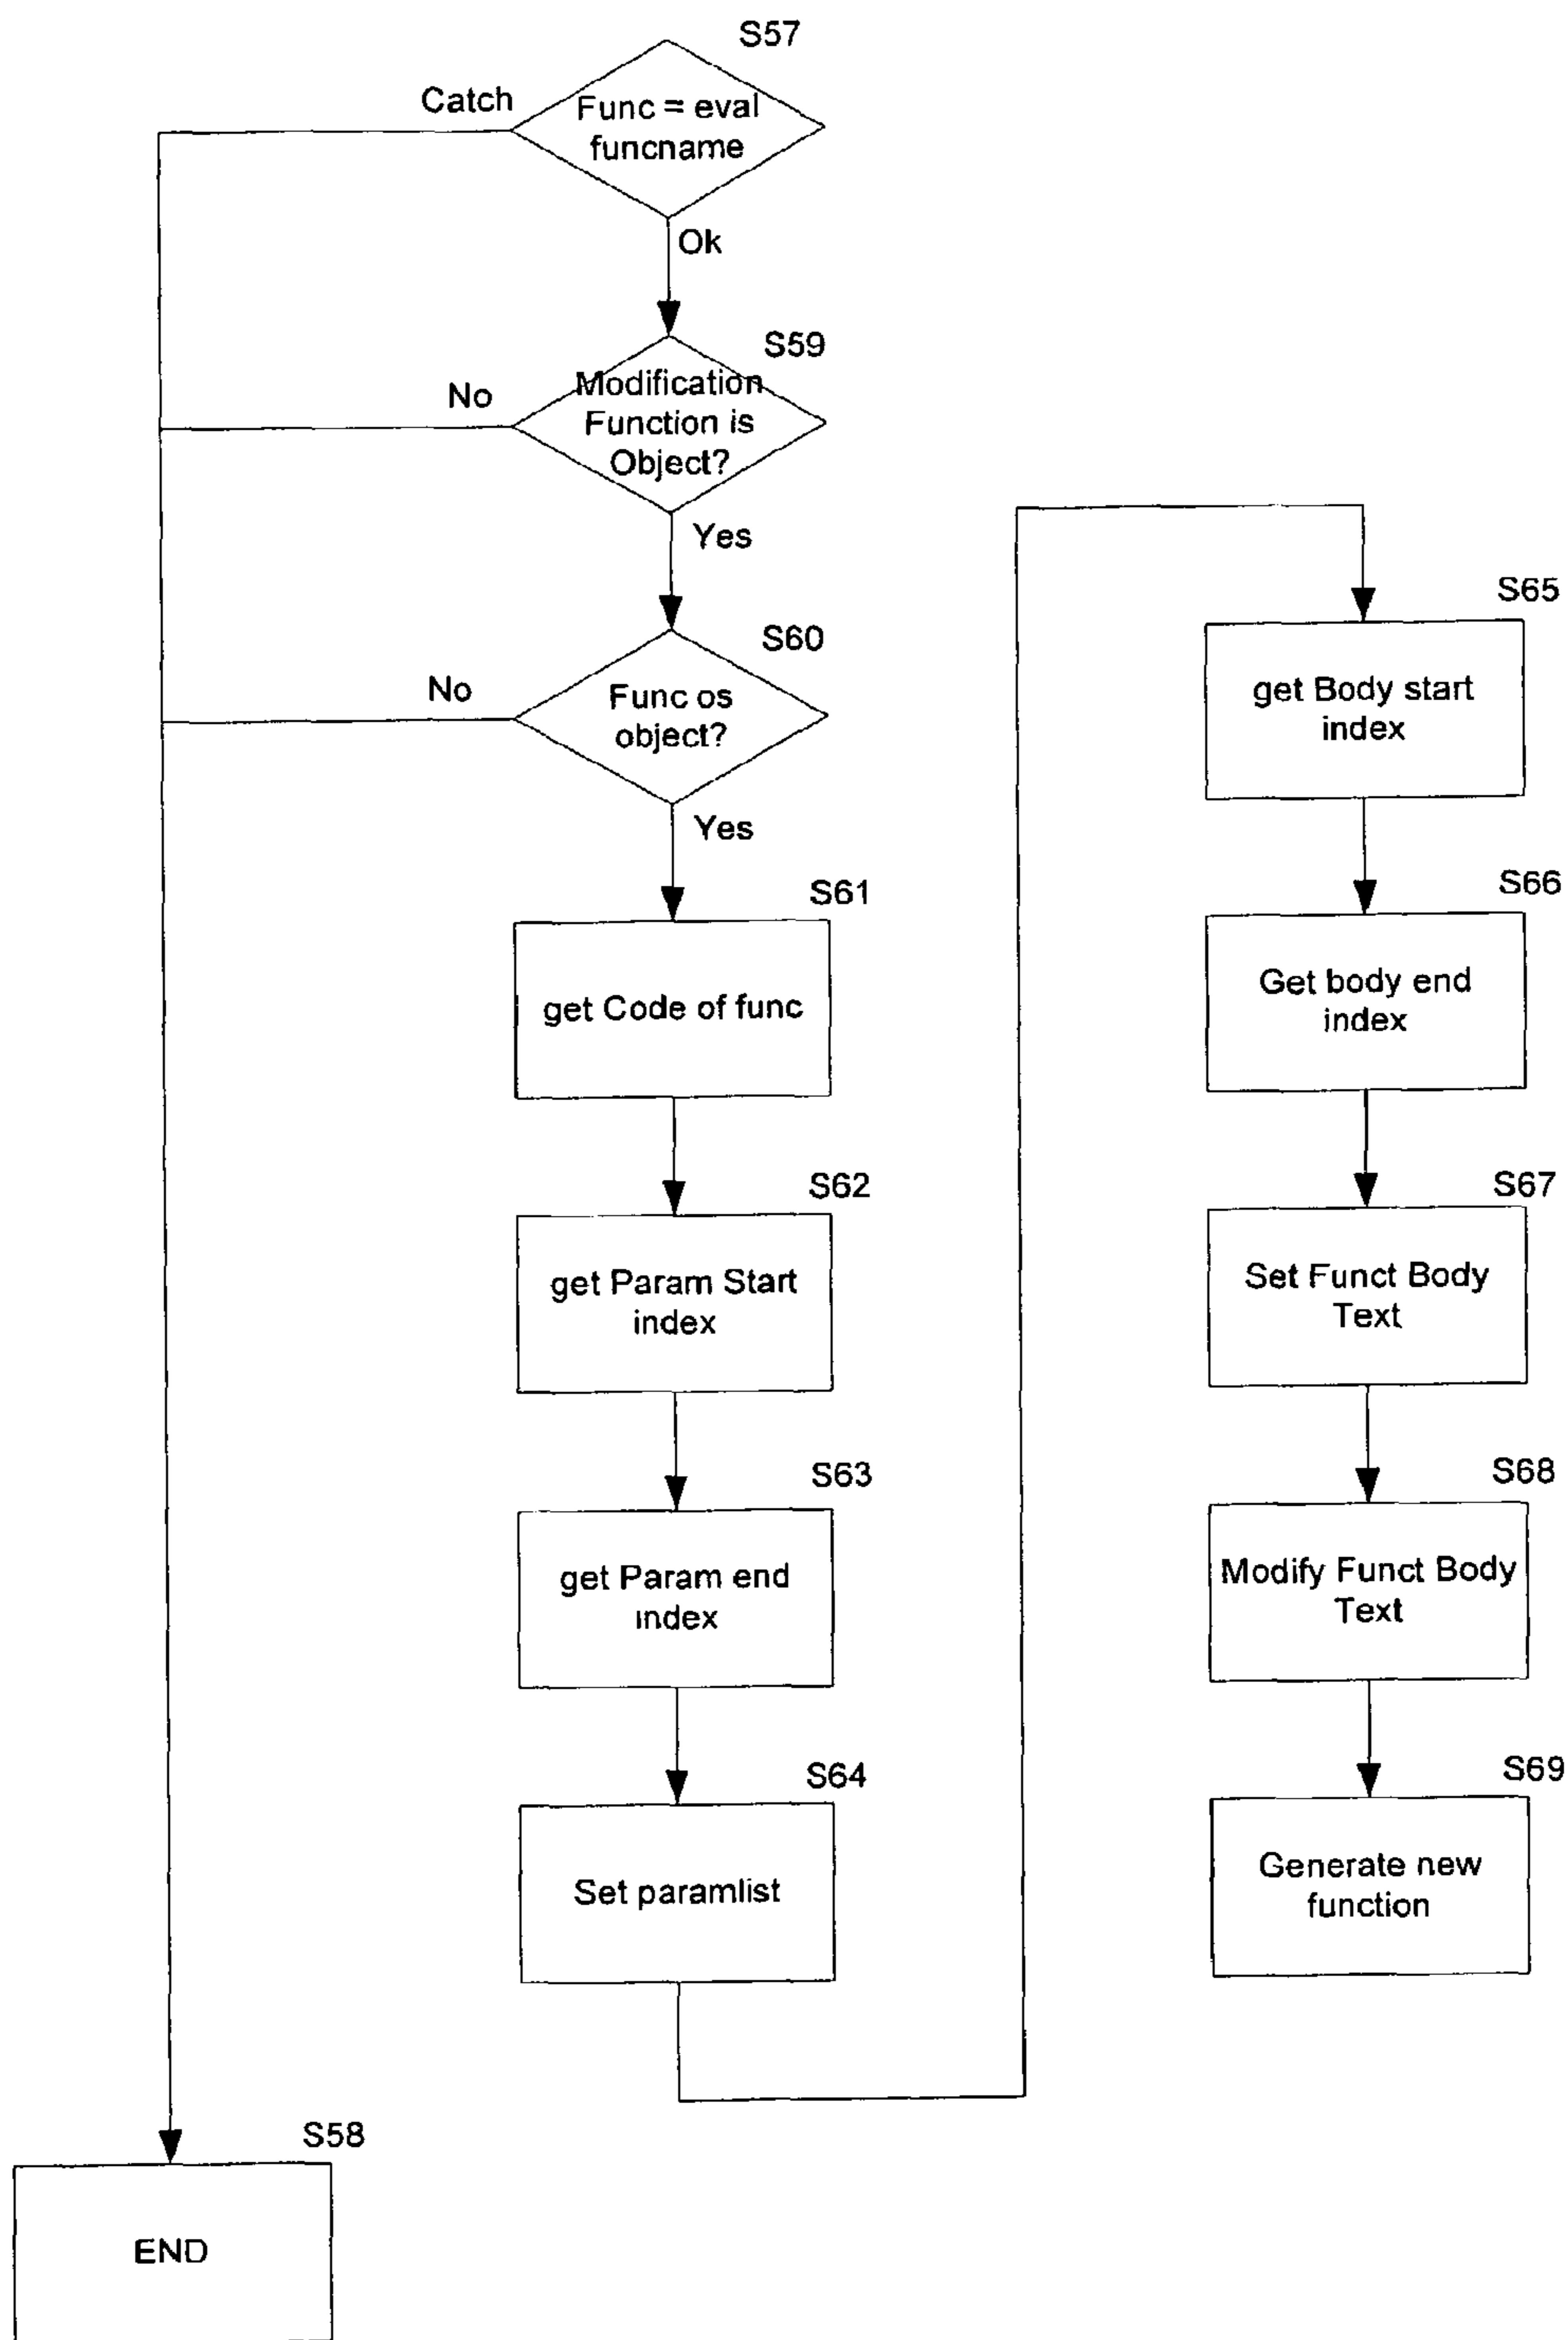 S57
Catch
Func = eval
funcname
Ok
S59
No
Modification
Function is
Object?
Yes
S60
No
Func os
object?
Yes
S61
get Code of func
S62
get Param Start
index
S63
get Param end
index
S64
Set paramlist
S65
get Body start
index
S66
Get body end
index
S67
Set Funct Body
Text
S68
Modify Funct Body
Text
S69
Generate new
function
S58
END